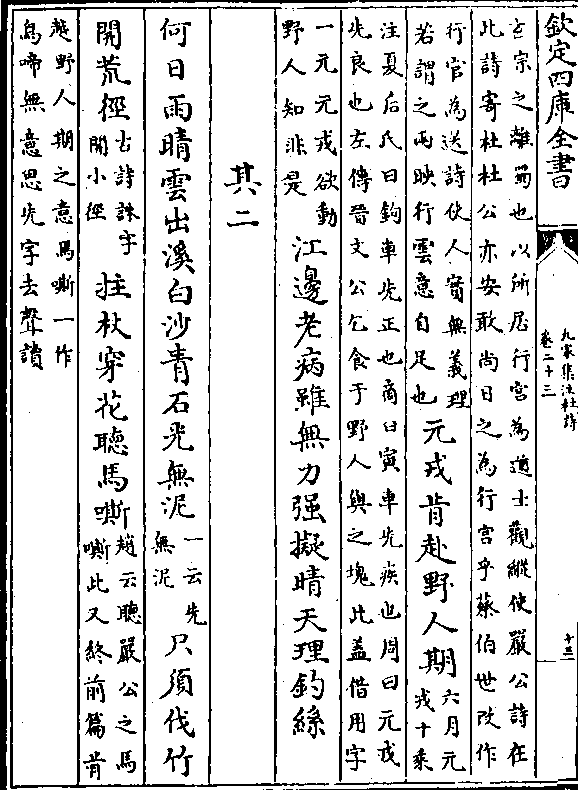 欽定四庫全書
九家集注杜詩
卷二十三
十三
玄宗之離蜀也以所居行宮為道士觀縱使嚴公詩在
此詩寄杜杜公亦安敢尚目之為行宮乎蔡伯世改作
行官為送詩伏人實無義理
若謂之雨映行雲意自足也
元戎肯赴野人期
六月元
戎十乘
注夏后氏曰鉤車先正也商曰寅車先疾也周曰元戎
先良也左傳晉文公乞食于野人與之塊此蓋借用字
一元元戎欲動
野人知非是
江邊老病雖無力强擬晴天理釣絲
其二
何日雨晴雲出溪白沙青石光無泥
一云先
無泥
只須伐竹
開荒徑
古詩誅字
開小徑
拄杖穿花聽馬嘶
趙云聽嚴公之馬
嘶此又終前篇肯
趂野人期之意馬嘶一作
鳥啼無意思先字去聲讀